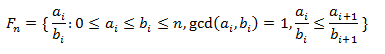 F_n = { a_i/b_i : 0 ≤ a_i ≤ b_i ≤ n, gcd(a_i, b_i) = 1, a_i/b_i ≤ a_{i+1}/b_{i+1} }